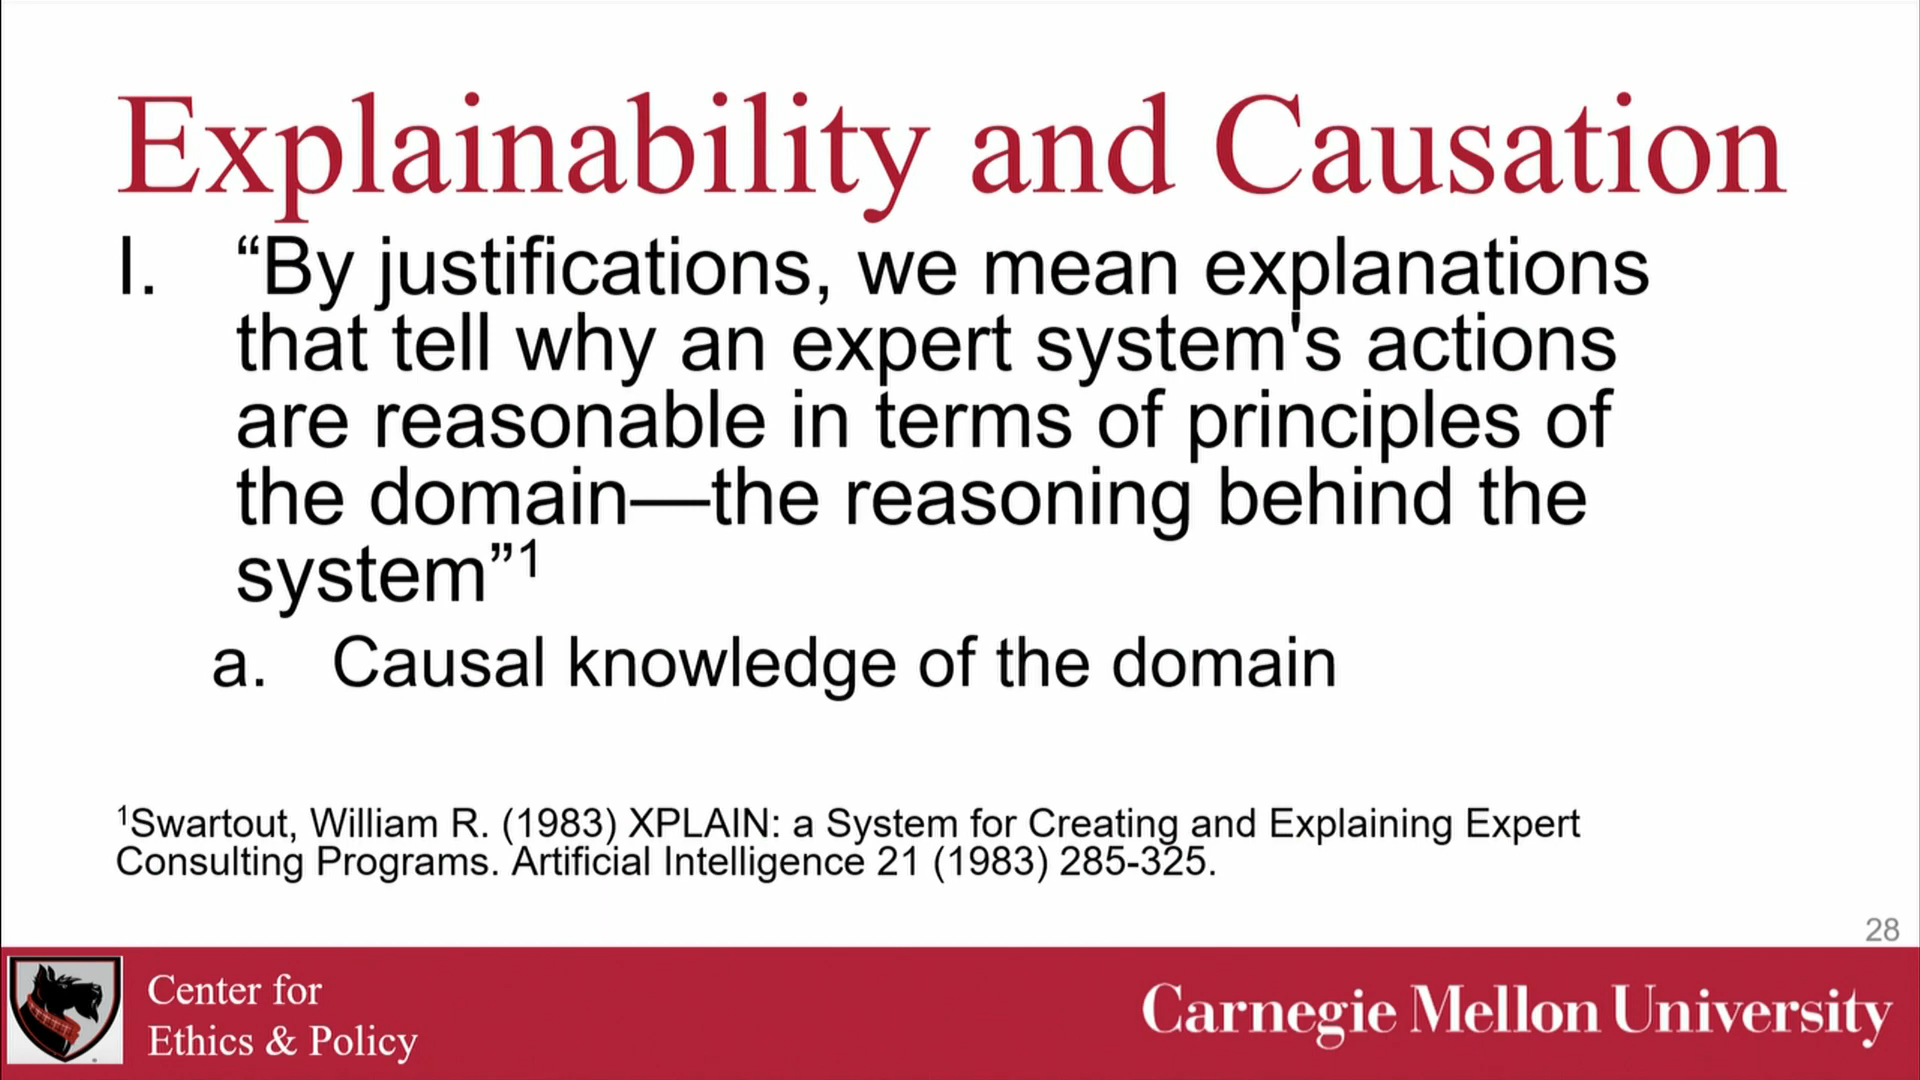 Explainability and Causation
I. “By justifications, we mean explanations
that tell why an expert system's actions
are reasonable in terms of principles of
the domain—the reasoning behind the
system”¹
a. Causal knowledge of the domain
¹Swartout, William R. (1983) XPLAIN: a System for Creating and Explaining Expert
Consulting Programs. Artificial Intelligence 21 (1983) 285-325.
28
Center for
Ethics & Policy
Carnegie Mellon University